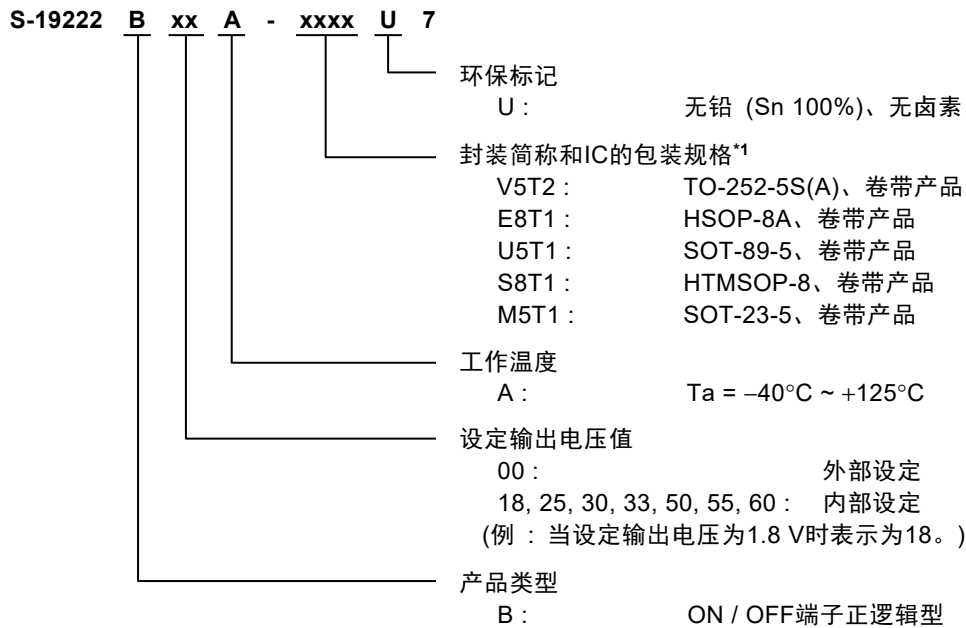 S-19222 B xx A - xxxx U 7
环保标记
U : 无铅 (Sn 100%)、无卤素
封装简称和IC的包装规格*1
V5T2 : TO-252-5S(A)、卷带产品
E8T1 : HSOP-8A、卷带产品
U5T1 : SOT-89-5、卷带产品
S8T1 : HTMSOP-8、卷带产品
M5T1 : SOT-23-5、卷带产品
工作温度
A : Ta = −40°C ~ +125°C
设定输出电压值
00 : 外部设定
18, 25, 30, 33, 50, 55, 60 : 内部设定
(例 : 当设定输出电压为1.8 V时表示为18。)
产品类型
B : ON / OFF端子正逻辑型